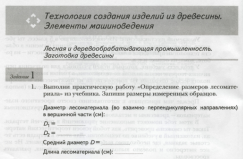 Технология создания изделий из древесины.
Элементы машиноведения
Лесная и деревообрабатывающая промышленность.
Заготовка древесины
Задание 1
1. Выполни практическую работу «Определение размеров лесомате-
риала» из учебника. Запиши размеры измеренных образцов.
Диаметр лесоматериала (во взаимно перпендикулярных направлениях)
в вершинной части (см):
D₁ =
D₂ =
Средний диаметр D =
Длина лесоматериала (см):